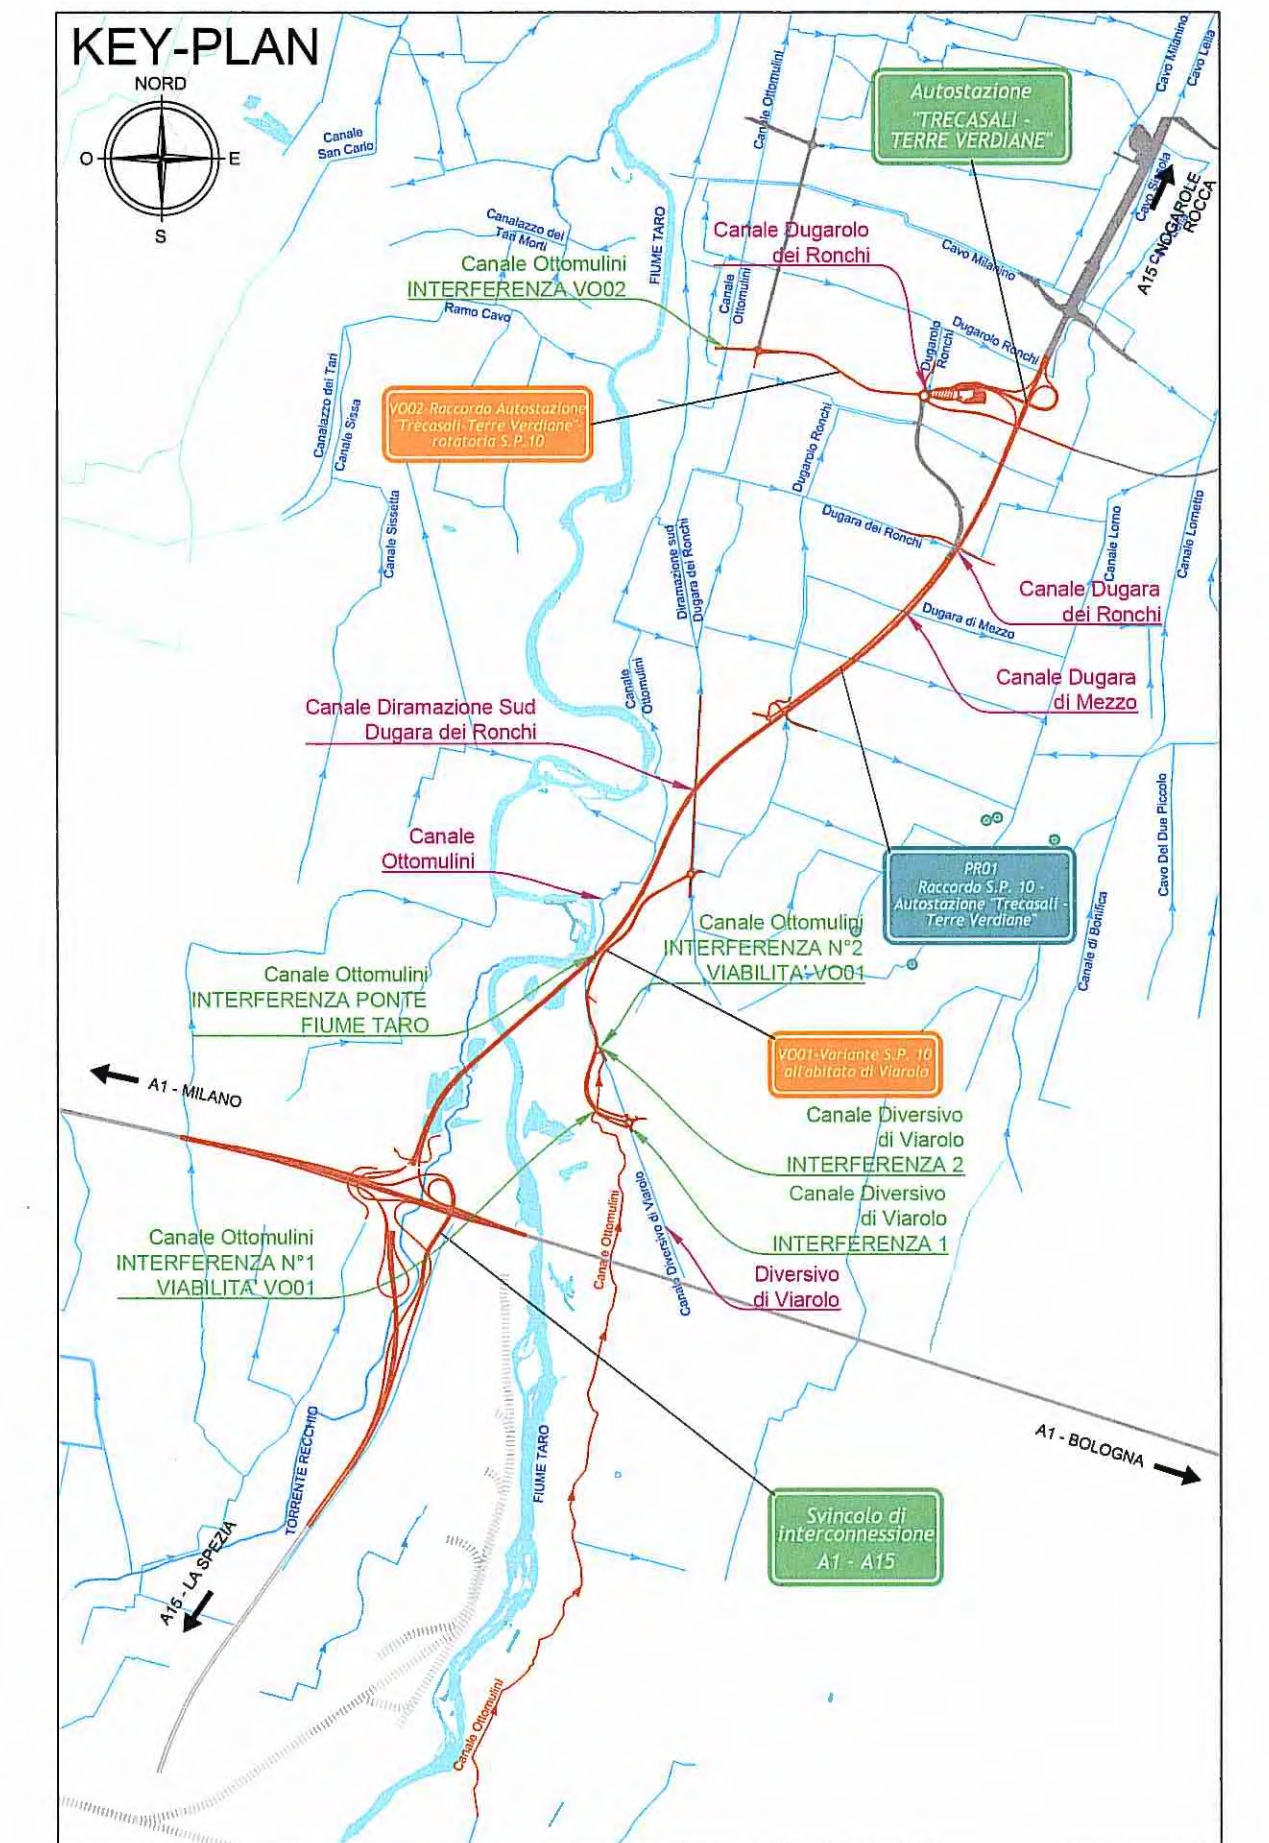 KEY-PLAN
NORD
O
E
S
Canale
San Carlo
Canale Ottomulini
Cavo Milanino
Cavo Lella
Autostazione
"TRECASALI -
TERRE VERDIANE"
Cavo Sissola
A15 - NOGAROLE
ROCCA
Canalazzo dei
Tari Morti
FIUME TARO
Canale Dugarolo
dei Ronchi
Cavo Milanino
Canale Ottomulini
INTERFERENZA VO02
Canale
Ottomulini
Ramo Cavo
Dugarolo Ronchi
Dugarolo
Ronchi
Canalazzo dei Tari
Canale Sissa
VO02-Raccordo Autostazione
"Trecasali-Terre Verdiane"-
rotatoria S.P.10
Dugarolo Ronchi
Canale Sissetta
Dugara dei Ronchi
Diramazione sud
Dugara dei Ronchi
Canale Lorno
Canale Lornetto
Canale Dugara
dei Ronchi
Dugara di Mezzo
Canale
Ottomulini
Canale Dugara
di Mezzo
Canale Diramazione Sud
Dugara dei Ronchi
Canale
Ottomulini
Cavo Del Due Piccolo
PR01
Raccordo S.P. 10 -
Autostazione "Trecasali -
Terre Verdiane"
Canale di Bonifica
Canale Ottomulini
INTERFERENZA N°2
VIABILITA' VO01
Canale Ottomulini
INTERFERENZA PONTE
FIUME TARO
VO01-Variante S.P. 10
all'abitato di Viarolo
A1 - MILANO
Canale Diversivo
di Viarolo
INTERFERENZA 2
Canale Diversivo
di Viarolo
INTERFERENZA 1
Canale Ottomulini
Canale Diversivo di Viarolo
Canale Ottomulini
INTERFERENZA N°1
VIABILITA' VO01
Diversivo
di Viarolo
TORRENTE RECCHIO
FIUME TARO
A1 - BOLOGNA
Svincolo di
interconnessione
A1 - A15
A15 - LA SPEZIA
Canale Ottomulini